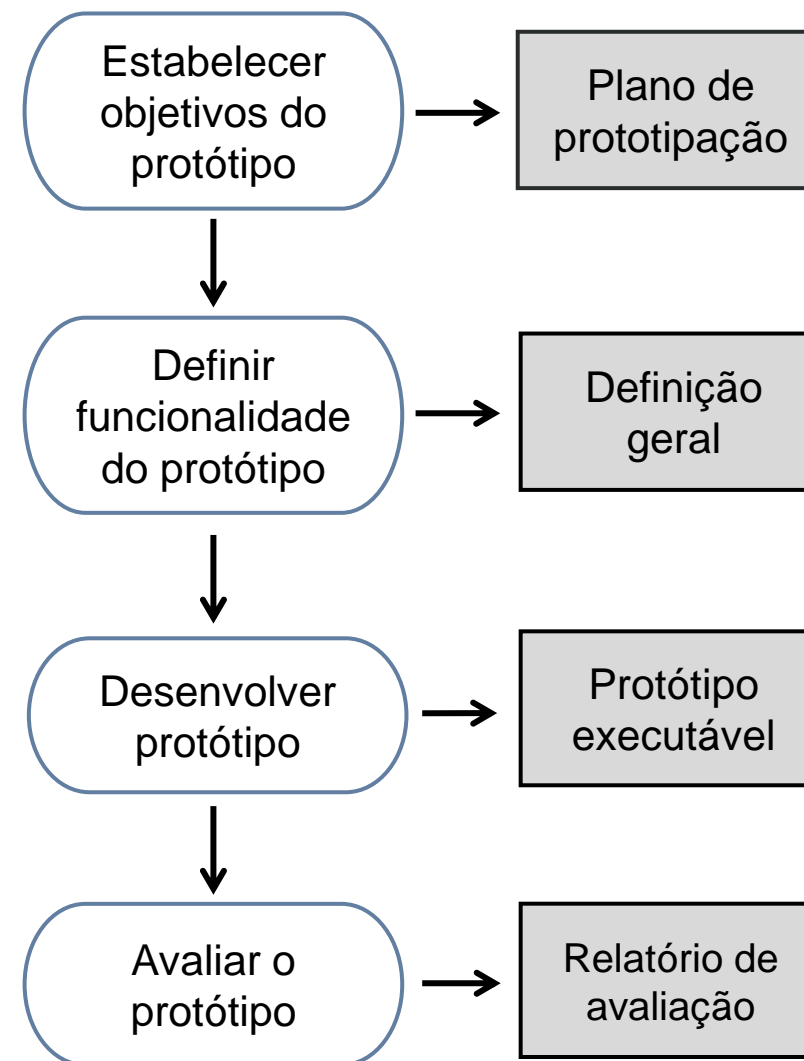 Estabelecer
objetivos do
protótipo
Plano de
prototipação
Definir
funcionalidade
do protótipo
Definição
geral
Desenvolver
protótipo
Protótipo
executável
Avaliar o
protótipo
Relatório de
avaliação